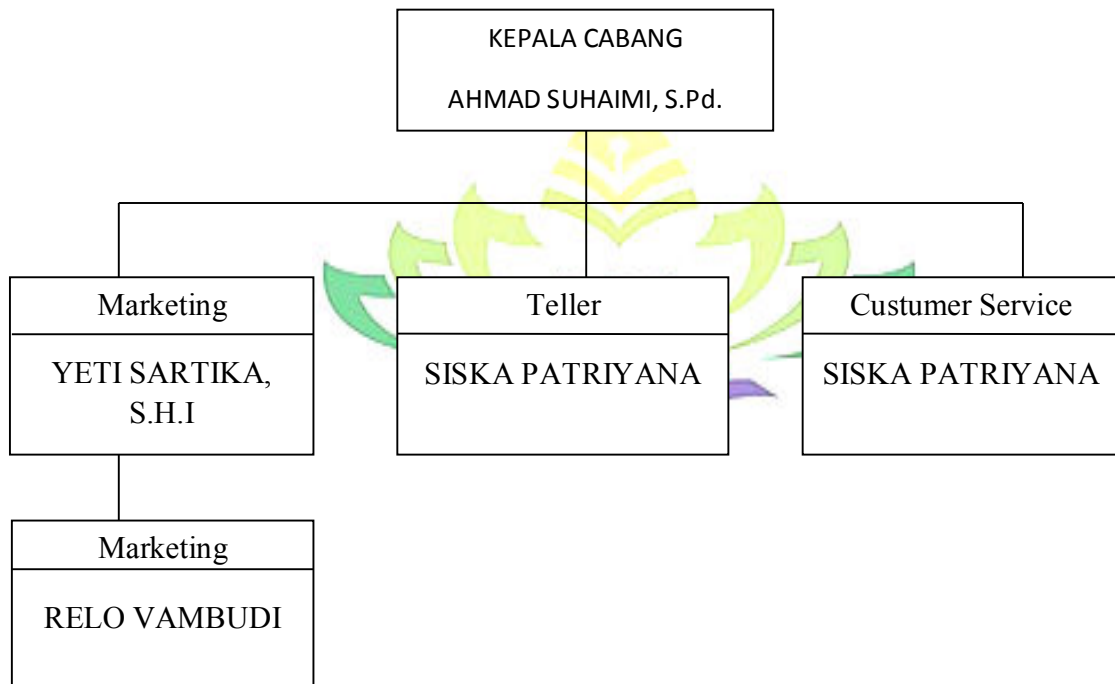 KEPALA CABANG
AHMAD SUHAIMI, S.Pd.
Marketing
YETI SARTIKA,
S.H.I
Teller
SISKA PATRIYANA
Custumer Service
SISKA PATRIYANA
Marketing
RELO VAMBUDI